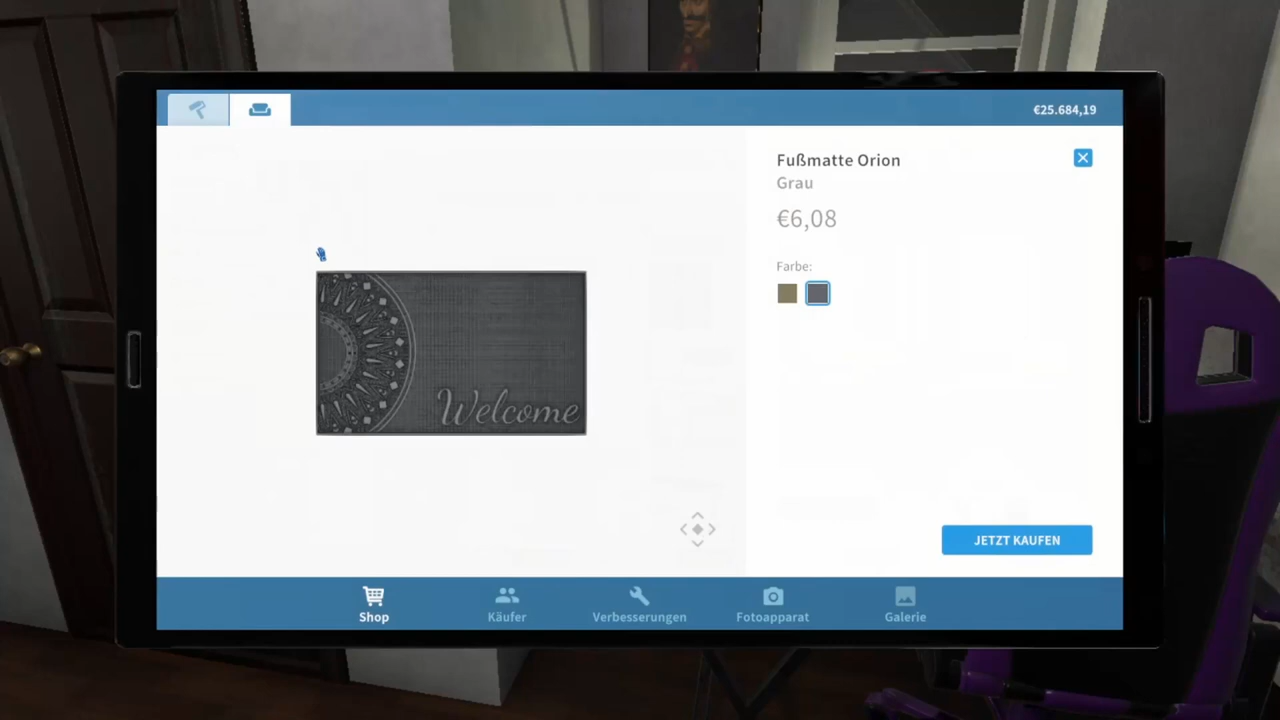 €25.684,19
Fußmatte Orion
Grau
€6,08
Farbe:
Welcome
JETZT KAUFEN
Shop
Käufer
Verbesserungen
Fotoapparat
Galerie